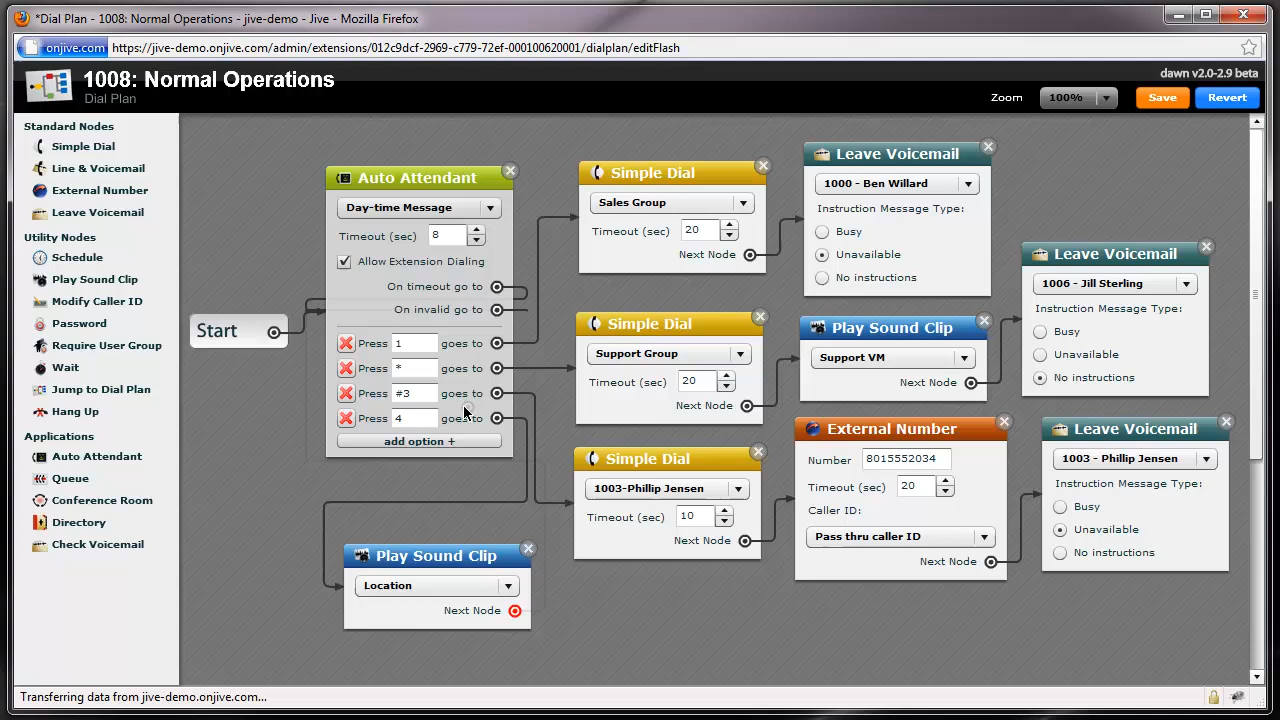 *Dial Plan - 1008: Normal Operations - jive-demo - Jive - Mozilla Firefox
onjive.com https://jive-demo.onjive.com/admin/extensions/012c9dcf-2969-c779-72ef-000100620001/dialplan/editFlash
1008: Normal Operations
Dial Plan
dawn v2.0-2.9 beta
Zoom 100% Save Revert
Standard Nodes
Simple Dial
Line & Voicemail
External Number
Leave Voicemail
Utility Nodes
Schedule
Play Sound Clip
Modify Caller ID
Password
Require User Group
Wait
Jump to Dial Plan
Hang Up
Applications
Auto Attendant
Queue
Conference Room
Directory
Check Voicemail
Start
Auto Attendant
Day-time Message
Timeout (sec) 8
Allow Extension Dialing
On timeout go to
On invalid go to
Press 1 goes to
Press * goes to
Press #3 goes to
Press 4 goes to
add option +
Play Sound Clip
Location
Next Node
Simple Dial
Sales Group
Timeout (sec) 20
Next Node
Leave Voicemail
1000 - Ben Willard
Instruction Message Type:
Busy
Unavailable
No instructions
Simple Dial
Support Group
Timeout (sec) 20
Next Node
Play Sound Clip
Support VM
Next Node
Leave Voicemail
1006 - Jill Sterling
Instruction Message Type:
Busy
Unavailable
No instructions
Simple Dial
1003-Phillip Jensen
Timeout (sec) 10
Next Node
External Number
Number 8015552034
Timeout (sec) 20
Caller ID:
Pass thru caller ID
Next Node
Leave Voicemail
1003 - Phillip Jensen
Instruction Message Type:
Busy
Unavailable
No instructions
Transferring data from jive-demo.onjive.com...